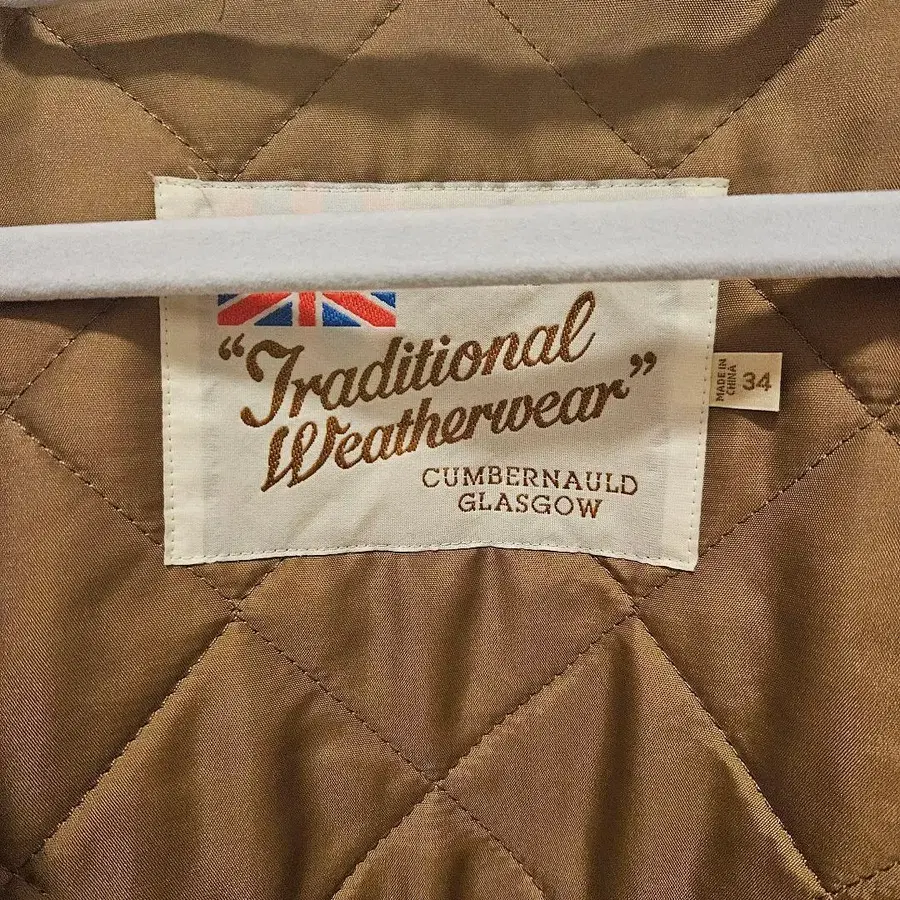 “Traditional
Weatherwear”
CUMBERNAULD
GLASGOW
MADE IN
CHINA
34